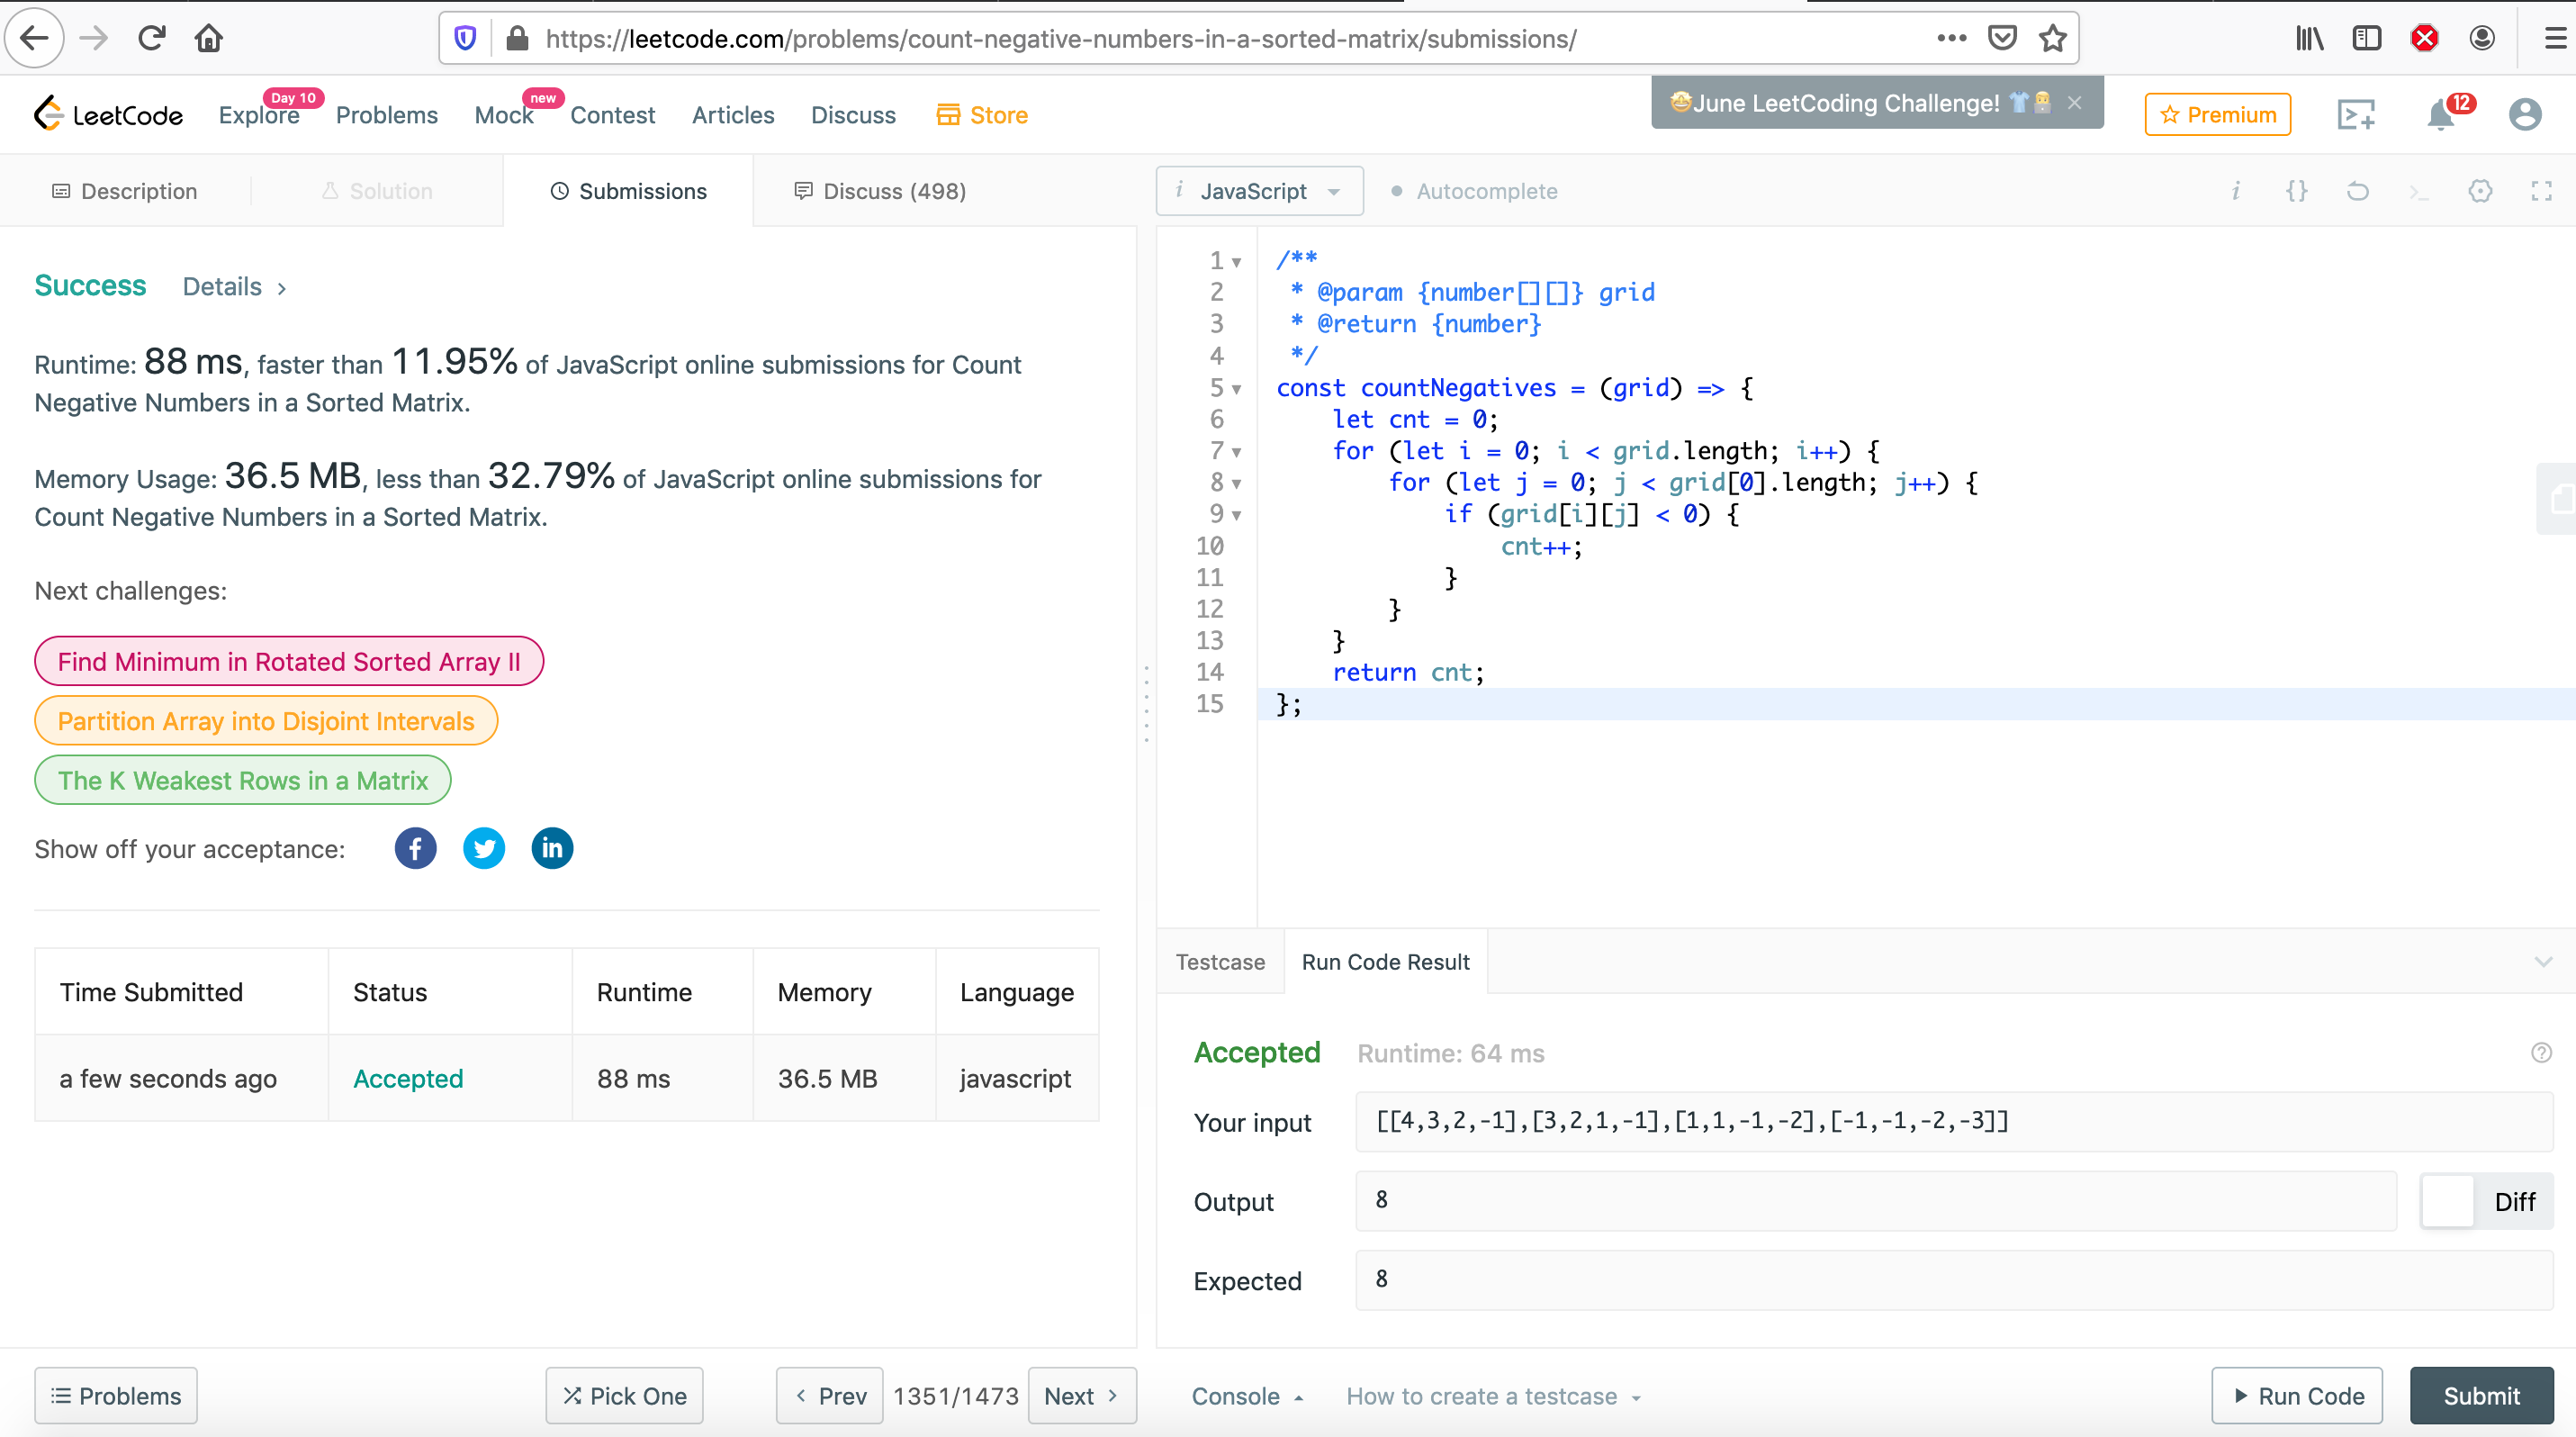 https://leetcode.com/problems/count-negative-numbers-in-a-sorted-matrix/submissions/
LeetCode
Explore
Day 10
Problems
Mock
new
Contest
Articles
Discuss
Store
🤩June LeetCoding Challenge! 👕 ×
Premium
12
Description
Solution
Submissions
Discuss (498)
i JavaScript
Autocomplete
Success Details >
Runtime: 88 ms, faster than 11.95% of JavaScript online submissions for Count
Negative Numbers in a Sorted Matrix.
Memory Usage: 36.5 MB, less than 32.79% of JavaScript online submissions for
Count Negative Numbers in a Sorted Matrix.
Next challenges:
Find Minimum in Rotated Sorted Array II
Partition Array into Disjoint Intervals
The K Weakest Rows in a Matrix
Show off your acceptance:
Time Submitted Status Runtime Memory Language
a few seconds ago Accepted 88 ms 36.5 MB javascript
Problems
Pick One
< Prev
1351/1473
Next >
1 /**
2  * @param {number[][]} grid
3  * @return {number}
4  */
5 const countNegatives = (grid) => {
6     let cnt = 0;
7     for (let i = 0; i < grid.length; i++) {
8         for (let j = 0; j < grid[0].length; j++) {
9             if (grid[i][j] < 0) {
10                 cnt++;
11             }
12         }
13     }
14     return cnt;
15 };
Testcase
Run Code Result
Accepted Runtime: 64 ms
Your input [[4,3,2,-1],[3,2,1,-1],[1,1,-1,-2],[-1,-1,-2,-3]]
Output 8
Diff
Expected 8
Console
How to create a testcase
Run Code
Submit